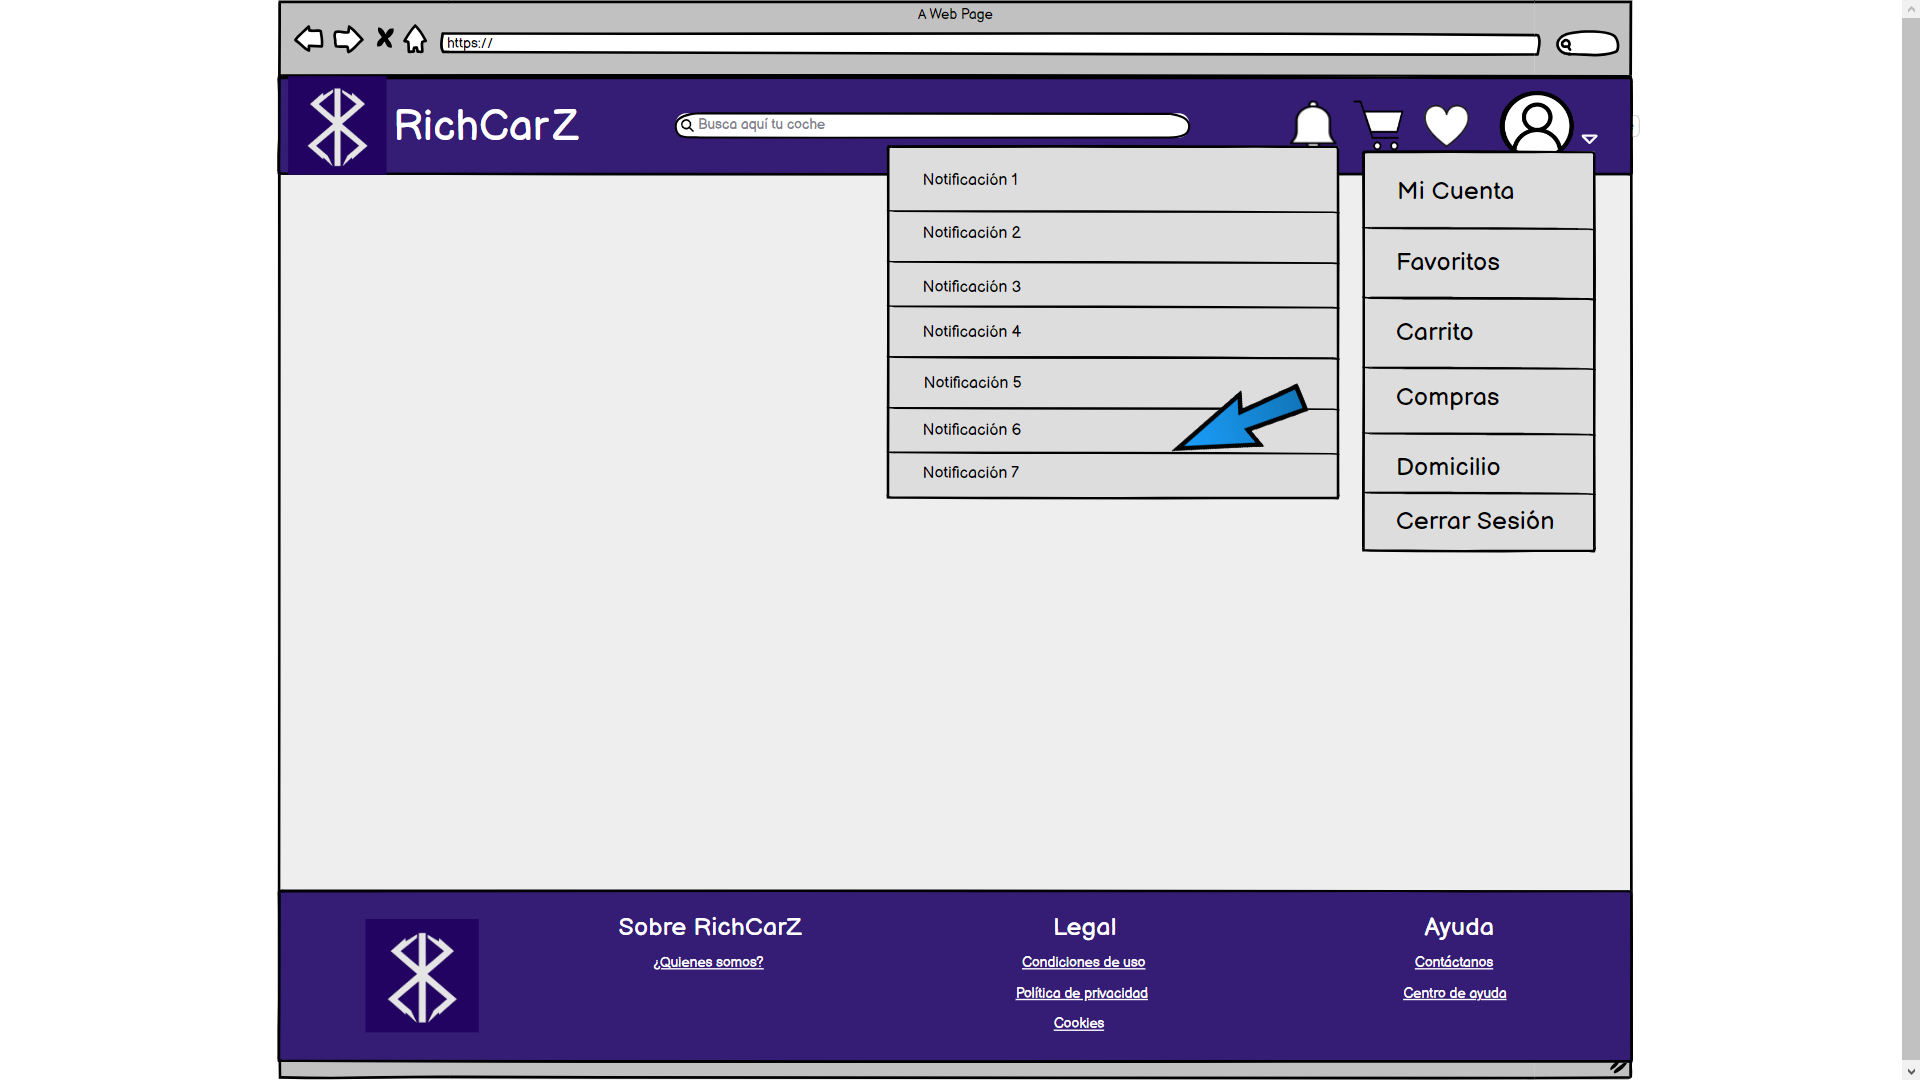 A Web Page
https://
RichCarZ
Busca aquí tu coche
Notificación 1
Notificación 2
Notificación 3
Notificación 4
Notificación 5
Notificación 6
Notificación 7
Mi Cuenta
Favoritos
Carrito
Compras
Domicilio
Cerrar Sesión
Sobre RichCarZ
¿Quienes somos?
Legal
Condiciones de uso
Política de privacidad
Cookies
Ayuda
Contáctanos
Centro de ayuda